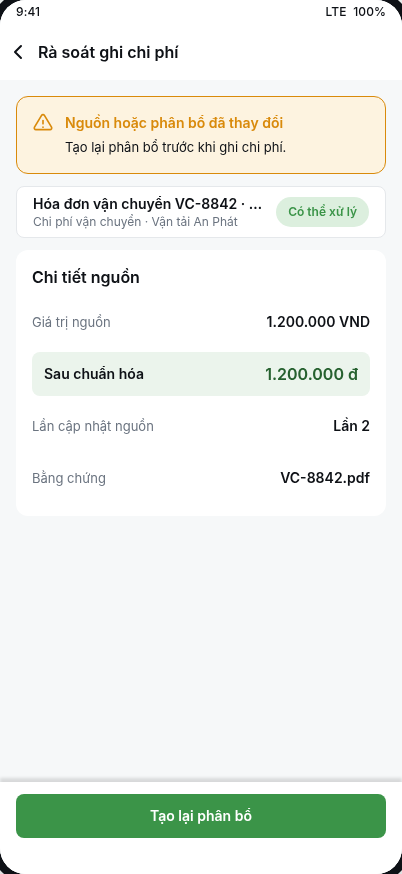 9:41
LTE 100%
Rà soát ghi chi phí
Nguồn hoặc phân bổ đã thay đổi
Tạo lại phân bổ trước khi ghi chi phí.
Hóa đơn vận chuyển VC-8842 · ...
Có thể xử lý
Chi phí vận chuyển · Vận tải An Phát
Chi tiết nguồn
Giá trị nguồn
1.200.000 VND
Sau chuẩn hóa
1.200.000 đ
Lần cập nhật nguồn
Lần 2
Bằng chứng
VC-8842.pdf
Tạo lại phân bổ